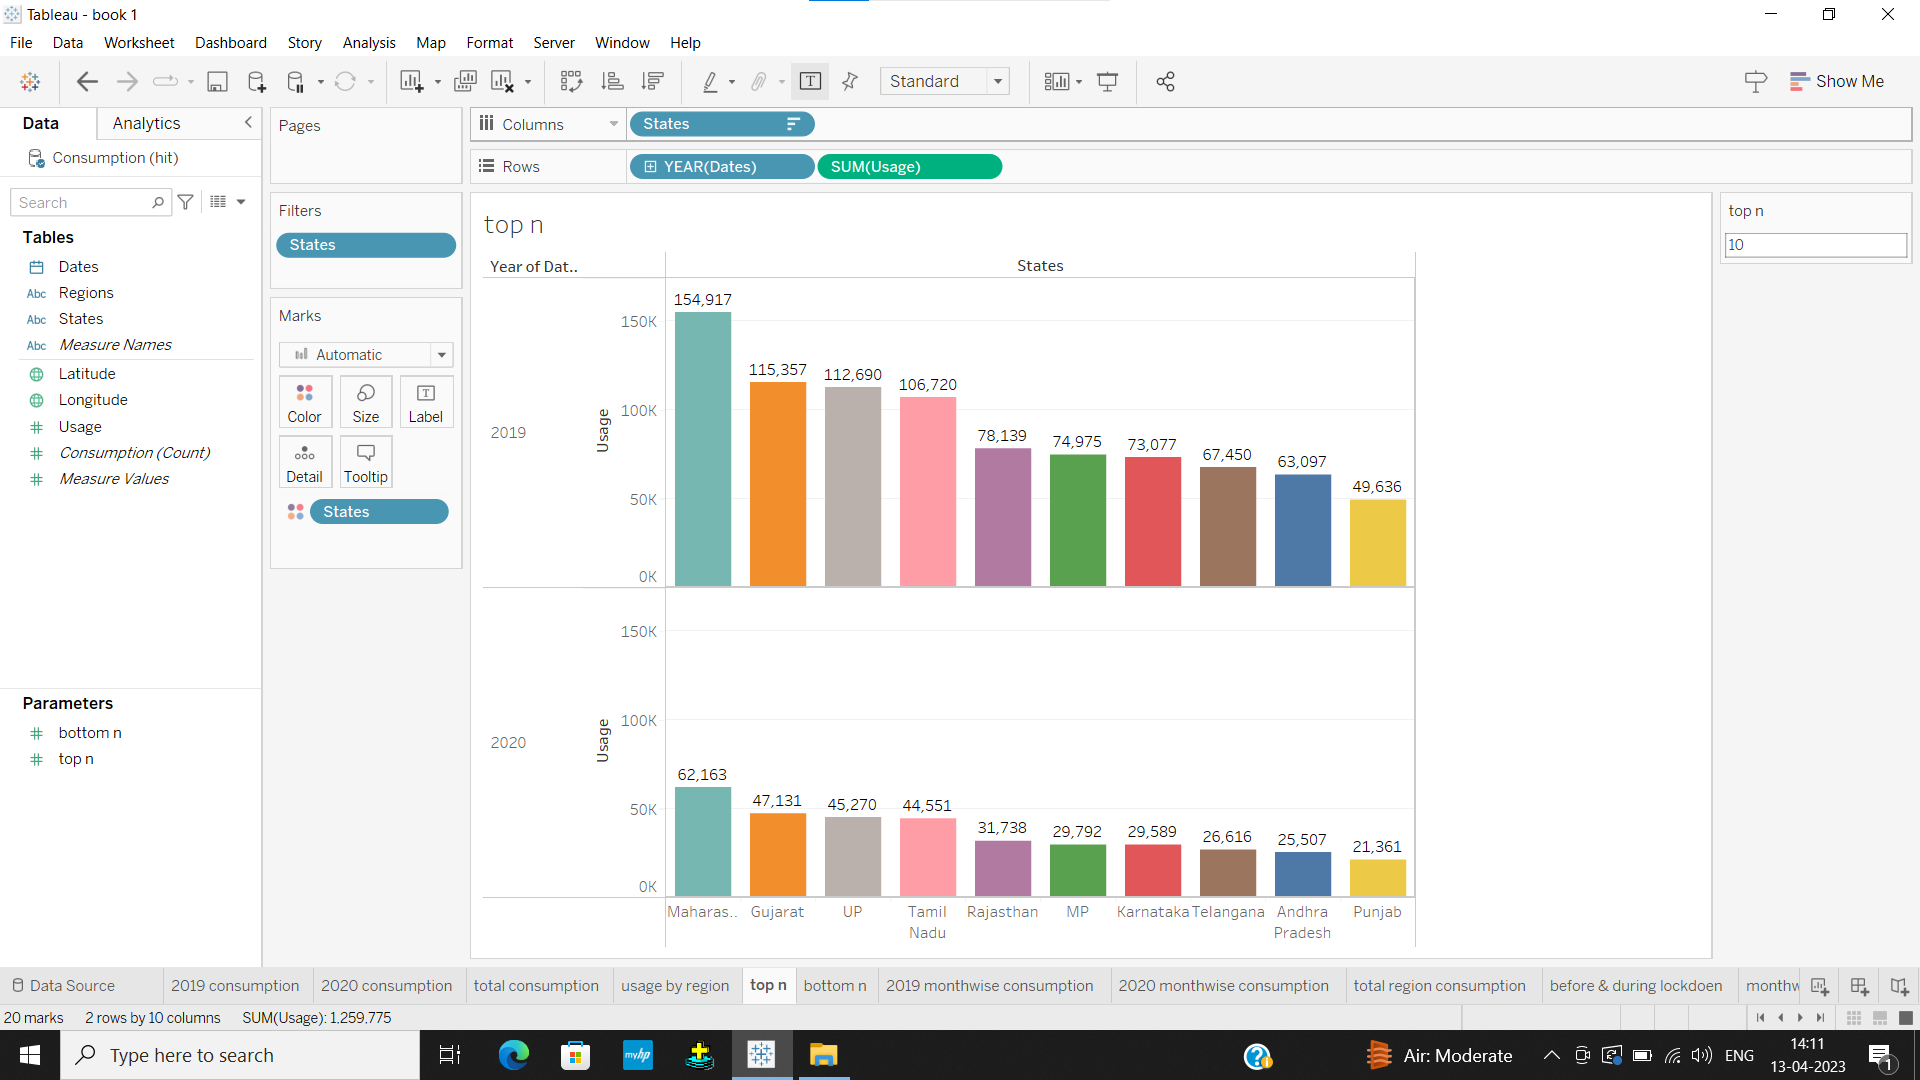 Tableau - book 1
File Data Worksheet Dashboard Story Analysis Map Format Server Window Help
Standard
Show Me
Data Analytics
Consumption (hit)
Search
Tables
Dates
Abc Regions
Abc States
Abc Measure Names
Latitude
Longitude
Usage
Consumption (Count)
Measure Values
Parameters
bottom n
top n
Pages
Filters
States
Marks
Automatic
Color Size Label
Detail Tooltip
States
Columns States
Rows YEAR(Dates) SUM(Usage)
top n
Year of Dat.. States
2019
Usage
150K
100K
50K
0K
154,917
115,357
112,690
106,720
78,139
74,975
73,077
67,450
63,097
49,636
2020
Usage
150K
100K
50K
0K
62,163
47,131
45,270
44,551
31,738
29,792
29,589
26,616
25,507
21,361
Maharas.. Gujarat UP Tamil Nadu Rajasthan MP Karnataka Telangana Andhra Pradesh Punjab
top n
10
Data Source 2019 consumption 2020 consumption total consumption usage by region top n bottom n 2019 monthwise consumption 2020 monthwise consumption total region consumption before & during lockdoen monthw
20 marks 2 rows by 10 columns SUM(Usage): 1,259,775
Type here to search
myhp
Air: Moderate
ENG
14:11
13-04-2023
1